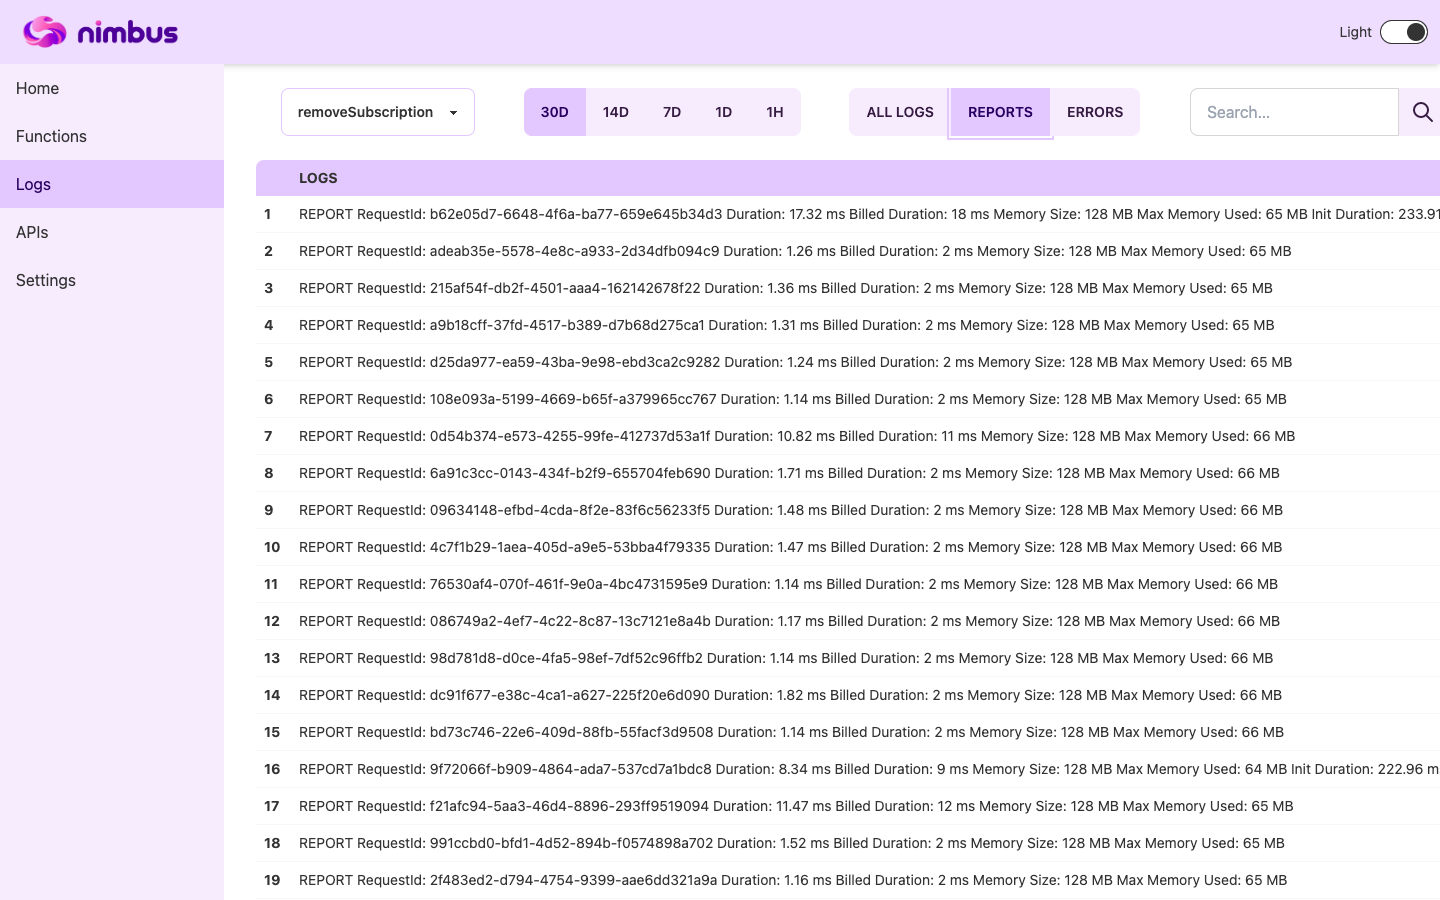 nimbus
Light
Home
Functions
Logs
APIs
Settings
removeSubscription
30D 14D 7D 1D 1H
ALL LOGS REPORTS ERRORS
Search...
LOGS
1 REPORT RequestId: b62e05d7-6648-4f6a-ba77-659e645b34d3 Duration: 17.32 ms Billed Duration: 18 ms Memory Size: 128 MB Max Memory Used: 65 MB Init Duration: 233.91
2 REPORT RequestId: adeab35e-5578-4e8c-a933-2d34dfb094c9 Duration: 1.26 ms Billed Duration: 2 ms Memory Size: 128 MB Max Memory Used: 65 MB
3 REPORT RequestId: 215af54f-db2f-4501-aaa4-162142678f22 Duration: 1.36 ms Billed Duration: 2 ms Memory Size: 128 MB Max Memory Used: 65 MB
4 REPORT RequestId: a9b18cff-37fd-4517-b389-d7b68d275ca1 Duration: 1.31 ms Billed Duration: 2 ms Memory Size: 128 MB Max Memory Used: 65 MB
5 REPORT RequestId: d25da977-ea59-43ba-9e98-ebd3ca2c9282 Duration: 1.24 ms Billed Duration: 2 ms Memory Size: 128 MB Max Memory Used: 65 MB
6 REPORT RequestId: 108e093a-5199-4669-b65f-a379965cc767 Duration: 1.14 ms Billed Duration: 2 ms Memory Size: 128 MB Max Memory Used: 65 MB
7 REPORT RequestId: 0d54b374-e573-4255-99fe-412737d53a1f Duration: 10.82 ms Billed Duration: 11 ms Memory Size: 128 MB Max Memory Used: 66 MB
8 REPORT RequestId: 6a91c3cc-0143-434f-b2f9-655704feb690 Duration: 1.71 ms Billed Duration: 2 ms Memory Size: 128 MB Max Memory Used: 66 MB
9 REPORT RequestId: 09634148-efbd-4cda-8f2e-83f6c56233f5 Duration: 1.48 ms Billed Duration: 2 ms Memory Size: 128 MB Max Memory Used: 66 MB
10 REPORT RequestId: 4c7f1b29-1aea-405d-a9e5-53bba4f79335 Duration: 1.47 ms Billed Duration: 2 ms Memory Size: 128 MB Max Memory Used: 66 MB
11 REPORT RequestId: 76530af4-070f-461f-9e0a-4bc4731595e9 Duration: 1.14 ms Billed Duration: 2 ms Memory Size: 128 MB Max Memory Used: 66 MB
12 REPORT RequestId: 086749a2-4ef7-4c22-8c87-13c7121e8a4b Duration: 1.17 ms Billed Duration: 2 ms Memory Size: 128 MB Max Memory Used: 66 MB
13 REPORT RequestId: 98d781d8-d0ce-4fa5-98ef-7df52c96ffb2 Duration: 1.14 ms Billed Duration: 2 ms Memory Size: 128 MB Max Memory Used: 66 MB
14 REPORT RequestId: dc91f677-e38c-4ca1-a627-225f20e6d090 Duration: 1.82 ms Billed Duration: 2 ms Memory Size: 128 MB Max Memory Used: 66 MB
15 REPORT RequestId: bd73c746-22e6-409d-88fb-55facf3d9508 Duration: 1.14 ms Billed Duration: 2 ms Memory Size: 128 MB Max Memory Used: 66 MB
16 REPORT RequestId: 9f72066f-b909-4864-ada7-537cd7a1bdc8 Duration: 8.34 ms Billed Duration: 9 ms Memory Size: 128 MB Max Memory Used: 64 MB Init Duration: 222.96 m
17 REPORT RequestId: f21afc94-5aa3-46d4-8896-293ff9519094 Duration: 11.47 ms Billed Duration: 12 ms Memory Size: 128 MB Max Memory Used: 65 MB
18 REPORT RequestId: 991ccbd0-bfd1-4d52-894b-f0574898a702 Duration: 1.52 ms Billed Duration: 2 ms Memory Size: 128 MB Max Memory Used: 65 MB
19 REPORT RequestId: 2f483ed2-d794-4754-9399-aae6dd321a9a Duration: 1.16 ms Billed Duration: 2 ms Memory Size: 128 MB Max Memory Used: 65 MB